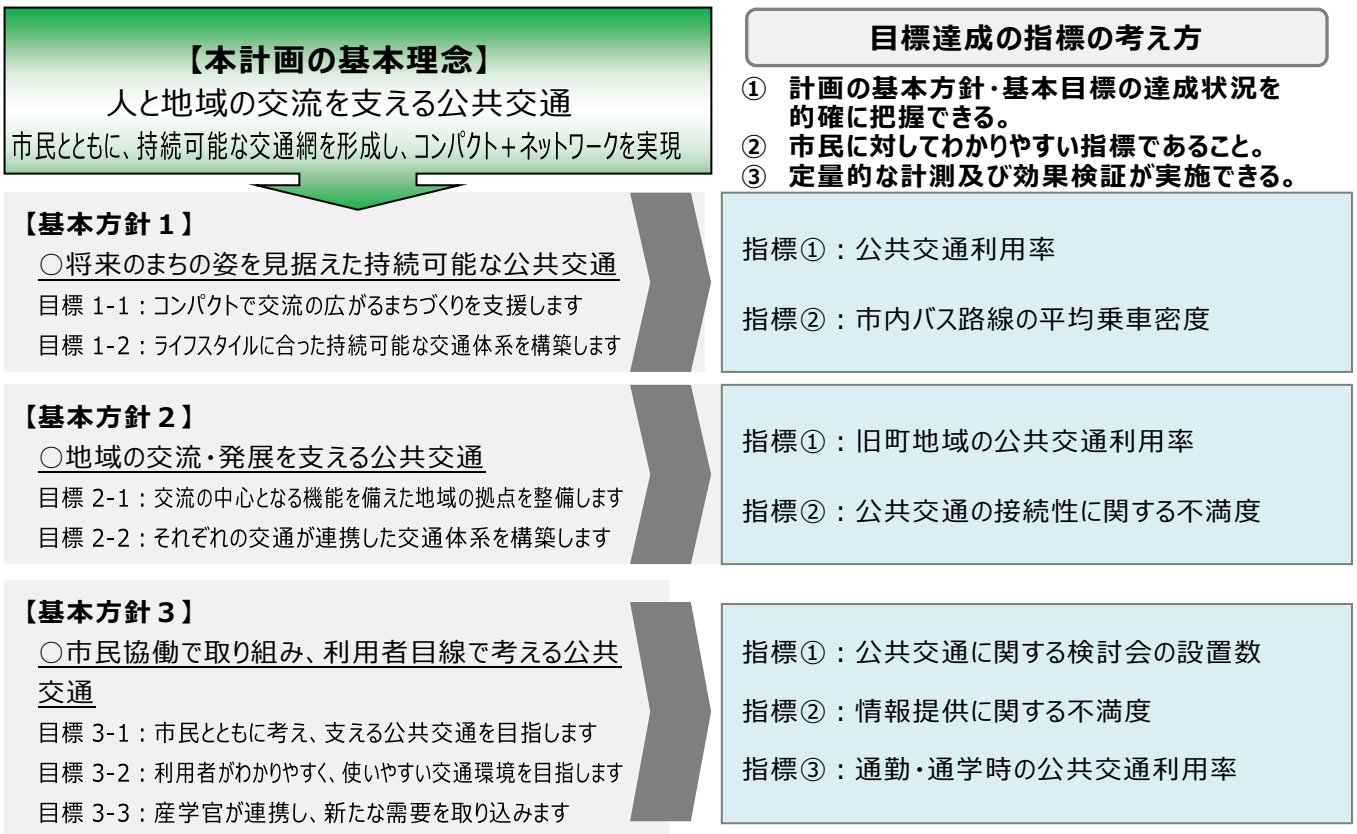 【本計画の基本理念】
人と地域の交流を支える公共交通
市民とともに、持続可能な交通網を形成し、コンパクト+ネットワークを実現
目標達成の指標の考え方
① 計画の基本方針・基本目標の達成状況を
的確に把握できる。
② 市民に対してわかりやすい指標であること。
③ 定量的な計測及び効果検証が実施できる。
【基本方針1】
○将来のまちの姿を見据えた持続可能な公共交通
目標 1-1：コンパクトで交流の広がるまちづくりを支援します
目標 1-2：ライフスタイルに合った持続可能な交通体系を構築します
指標①：公共交通利用率
指標②：市内バス路線の平均乗車密度
【基本方針2】
○地域の交流・発展を支える公共交通
目標 2-1：交流の中心となる機能を備えた地域の拠点を整備します
目標 2-2：それぞれの交通が連携した交通体系を構築します
指標①：旧町地域の公共交通利用率
指標②：公共交通の接続性に関する不満度
【基本方針3】
○市民協働で取り組み、利用者目線で考える公共
交通
目標 3-1：市民とともに考え、支える公共交通を目指します
目標 3-2：利用者がわかりやすく、使いやすい交通環境を目指します
目標 3-3：産学官が連携し、新たな需要を取り込みます
指標①：公共交通に関する検討会の設置数
指標②：情報提供に関する不満度
指標③：通勤・通学時の公共交通利用率